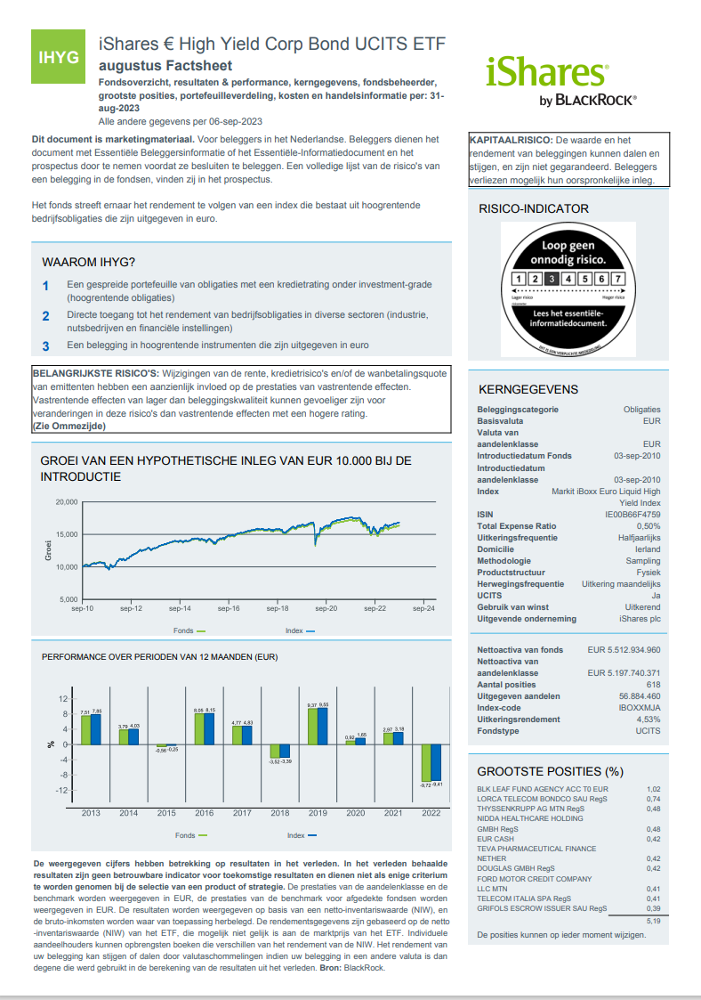 IHYG
iShares € High Yield Corp Bond UCITS ETF
augustus Factsheet
Fondsoverzicht, resultaten & performance, kerngegevens, fondsbeheerder,
grootste posities, portefeuilleverdeling, kosten en handelsinformatie per: 31-
aug-2023
Alle andere gegevens per 06-sep-2023
iShares®
by BLACKROCK®
Dit document is marketingmateriaal. Voor beleggers in het Nederlandse. Beleggers dienen het
document met Essentiële Beleggersinformatie of het Essentiële-Informatiedocument en het
prospectus door te nemen voordat ze besluiten te beleggen. Een volledige lijst van de risico's van
een belegging in de fondsen, vinden zij in het prospectus.
Het fonds streeft ernaar het rendement te volgen van een index die bestaat uit hoogrentende
bedrijfsobligaties die zijn uitgegeven in euro.
WAAROM IHYG?
1 Een gespreide portefeuille van obligaties met een kredietrating onder investment-grade
(hoogrentende obligaties)
2 Directe toegang tot het rendement van bedrijfsobligaties in diverse sectoren (industrie,
nutsbedrijven en financiële instellingen)
3 Een belegging in hoogrentende instrumenten die zijn uitgegeven in euro
BELANGRIJKSTE RISICO'S: Wijzigingen van de rente, kredietrisico's en/of de wanbetalingsquote
van emittenten hebben een aanzienlijk invloed op de prestaties van vastrentende effecten.
Vastrentende effecten van lager dan beleggingskwaliteit kunnen gevoeliger zijn voor
veranderingen in deze risico's dan vastrentende effecten met een hogere rating.
(Zie Ommezijde)
GROEI VAN EEN HYPOTHETISCHE INLEG VAN EUR 10.000 BIJ DE
INTRODUCTIE
20,000
15,000
10,000
5,000
Groei
sep-10 sep-12 sep-14 sep-16 sep-18 sep-20 sep-22 sep-24
Fonds Index
PERFORMANCE OVER PERIODEN VAN 12 MAANDEN (EUR)
12
8
4
0
-4
-8
-12
%
7,51 7,85 3,79 4,03 -0,56 -0,25 8,05 8,15 4,77 4,83 -3,52 -3,39 9,37 9,55 0,92 1,65 2,97 3,18 -9,72 -9,41
2013 2014 2015 2016 2017 2018 2019 2020 2021 2022
Fonds Index
De weergegeven cijfers hebben betrekking op resultaten in het verleden. In het verleden behaalde
resultaten zijn geen betrouwbare indicator voor toekomstige resultaten en dienen niet als enige criterium
te worden genomen bij de selectie van een product of strategie. De prestaties van de aandelenklasse en de
benchmark worden weergegeven in EUR, de prestaties van de benchmark voor afgedekte fondsen worden
weergegeven in EUR. De resultaten worden weergegeven op basis van een netto-inventariswaarde (NIW), en
de bruto-inkomsten worden waar van toepassing herbelegd. De rendementsgegevens zijn gebaseerd op de netto
-inventariswaarde (NIW) van het ETF, die mogelijk niet gelijk is aan de marktprijs van het ETF. Individuele
aandeelhouders kunnen opbrengsten boeken die verschillen van het rendement van de NIW. Het rendement van
uw belegging kan stijgen of dalen door valutaschommelingen indien uw belegging in een andere valuta is dan
degene die werd gebruikt in de berekening van de resultaten uit het verleden. Bron: BlackRock.
KAPITAALRISICO: De waarde en het
rendement van beleggingen kunnen dalen en
stijgen, en zijn niet gegarandeerd. Beleggers
verliezen mogelijk hun oorspronkelijke inleg.
RISICO-INDICATOR
Loop geen
onnodig risico.
1 2 3 4 5 6 7
Lager risico Hoger risico
Lees het essentiële-
informatiedocument.
DIT IS EEN VERPLICHTE MEDEDELING.
KERNGEGEVENS
Beleggingscategorie Obligaties
Basisvaluta EUR
Valuta van
aandelenklasse EUR
Introductiedatum Fonds 03-sep-2010
Introductiedatum
aandelenklasse 03-sep-2010
Index Markit iBoxx Euro Liquid High
Yield Index
ISIN IE00B66F4759
Total Expense Ratio 0,50%
Uitkeringsfrequentie Halfjaarlijks
Domicilie Ierland
Methodologie Sampling
Productstructuur Fysiek
Herwegingsfrequentie Uitkering maandelijks
UCITS Ja
Gebruik van winst Uitkerend
Uitgevende onderneming iShares plc
Nettoactiva van fonds EUR 5.512.934.960
Nettoactiva van
aandelenklasse EUR 5.197.740.371
Aantal posities 618
Uitgegeven aandelen 56.884.460
Index-code IBOXXMJA
Uitkeringsrendement 4,53%
Fondstype UCITS
GROOTSTE POSITIES (%)
BLK LEAF FUND AGENCY ACC T0 EUR 1,02
LORCA TELECOM BONDCO SAU RegS 0,74
THYSSENKRUPP AG MTN RegS 0,48
NIDDA HEALTHCARE HOLDING
GMBH RegS 0,48
EUR CASH 0,42
TEVA PHARMACEUTICAL FINANCE
NETHER 0,42
DOUGLAS GMBH RegS 0,42
FORD MOTOR CREDIT COMPANY
LLC MTN 0,41
TELECOM ITALIA SPA RegS 0,41
GRIFOLS ESCROW ISSUER SAU RegS 0,39
5,19
De posities kunnen op ieder moment wijzigen.